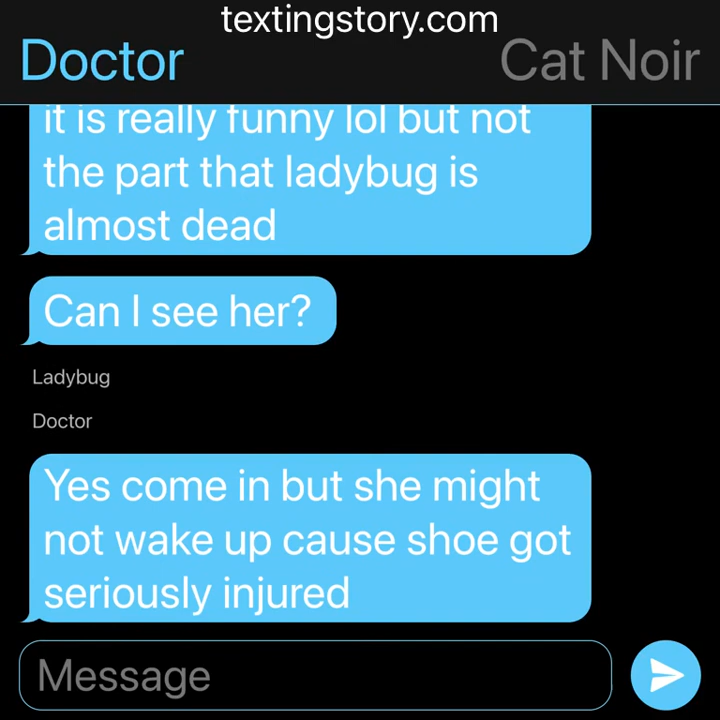 textingstory.com
Doctor
Cat Noir
it is really funny lol but not
the part that ladybug is
almost dead
Can I see her?
Ladybug
Doctor
Yes come in but she might
not wake up cause shoe got
seriously injured
Message